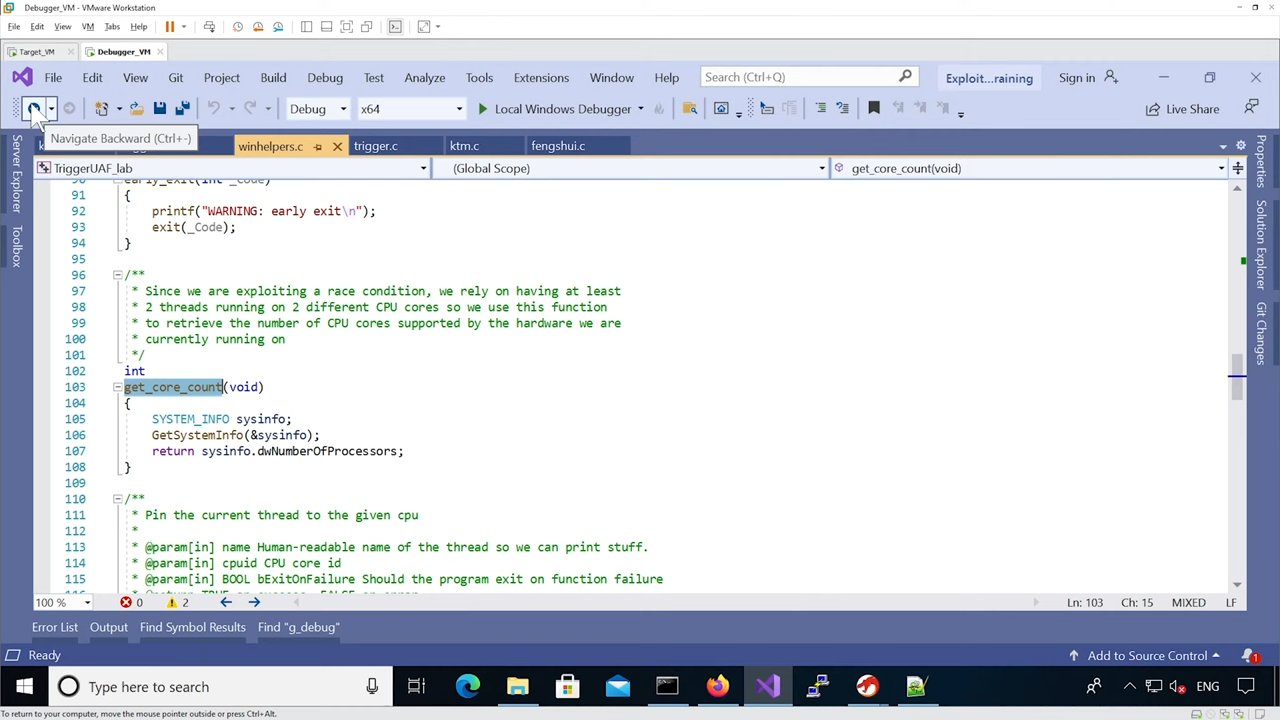 Debugger_VM - VMware Workstation
File Edit View VM Tabs Help
Target_VM Debugger_VM
File Edit View Git Project Build Debug Test Analyze Tools Extensions Window Help Search (Ctrl+Q) Exploit...raining Sign in
Debug x64 Local Windows Debugger Live Share
Navigate Backward (Ctrl+-)
winhelpers.c trigger.c ktm.c fengshui.c
TriggerUAF_lab (Global Scope) get_core_count(void)
Server Explorer
Toolbox
Properties
Solution Explorer
Git Changes
early_exit(int _Code)
91 {
92 printf("WARNING: early exit\n");
93 exit(_Code);
94 }
95
96 /**
97 * Since we are exploiting a race condition, we rely on having at least
98 * 2 threads running on 2 different CPU cores so we use this function
99 * to retrieve the number of CPU cores supported by the hardware we are
100 * currently running on
101 */
102 int
103 get_core_count(void)
104 {
105 SYSTEM_INFO sysinfo;
106 GetSystemInfo(&sysinfo);
107 return sysinfo.dwNumberOfProcessors;
108 }
109
110 /**
111 * Pin the current thread to the given cpu
112 *
113 * @param[in] name Human-readable name of the thread so we can print stuff.
114 * @param[in] cpuid CPU core id
115 * @param[in] BOOL bExitOnFailure Should the program exit on function failure
100 % 0 2 Ln: 103 Ch: 15 MIXED LF
Error List Output Find Symbol Results Find "g_debug"
Ready Add to Source Control 1
Type here to search ENG
To return to your computer, move the mouse pointer outside or press Ctrl+Alt.